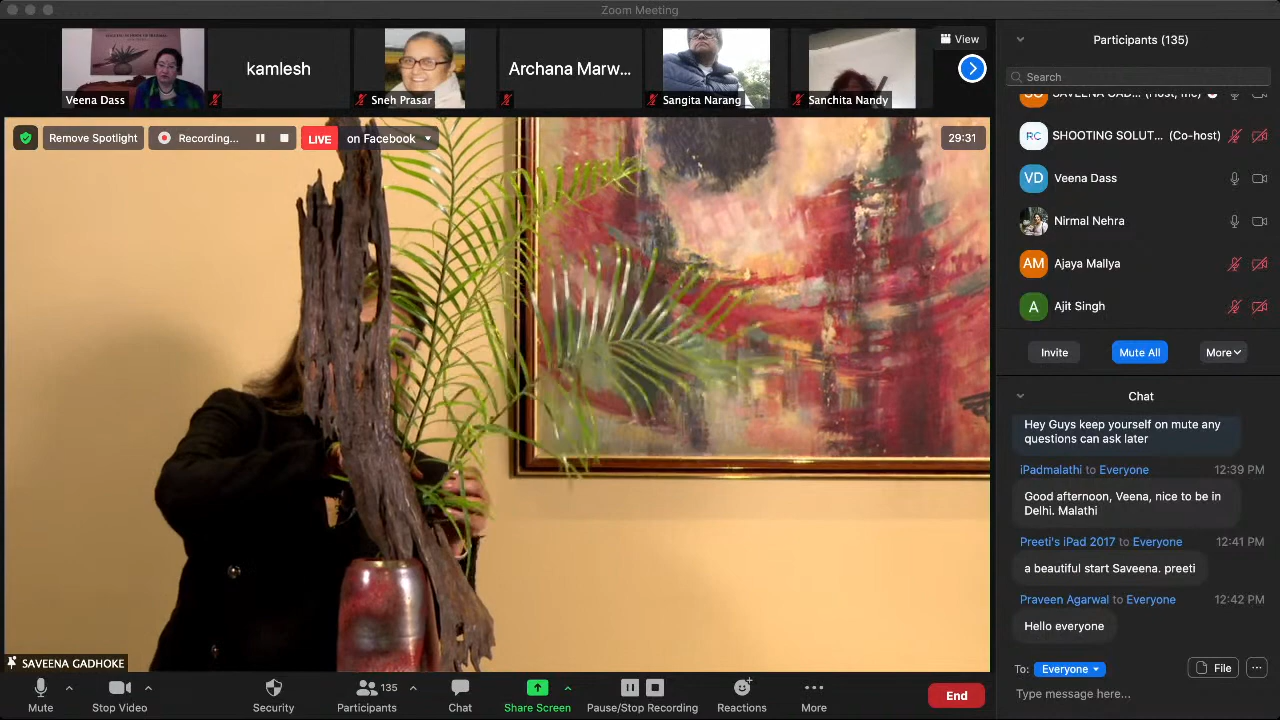 Zoom Meeting
Veena Dass
kamlesh
Sneh Prasar
Archana Marw...
Sangita Narang
Sanchita Nandy
View
Remove Spotlight
Recording...
LIVE
on Facebook
29:31
SAVEENA GADHOKE
Mute
Stop Video
Security
135
Participants
Chat
Share Screen
Pause/Stop Recording
Reactions
More
End
Participants (135)
Search
RC
SHOOTING SOLUT... (Co-host)
VD
Veena Dass
Nirmal Nehra
AM
Ajaya Mallya
A
Ajit Singh
Invite
Mute All
More
Chat
Hey Guys keep yourself on mute any
questions can ask later
iPadmalathi to Everyone 12:39 PM
Good afternoon, Veena, nice to be in
Delhi. Malathi
Preeti's iPad 2017 to Everyone 12:41 PM
a beautiful start Saveena. preeti
Praveen Agarwal to Everyone 12:42 PM
Hello everyone
To: Everyone
File
Type message here...